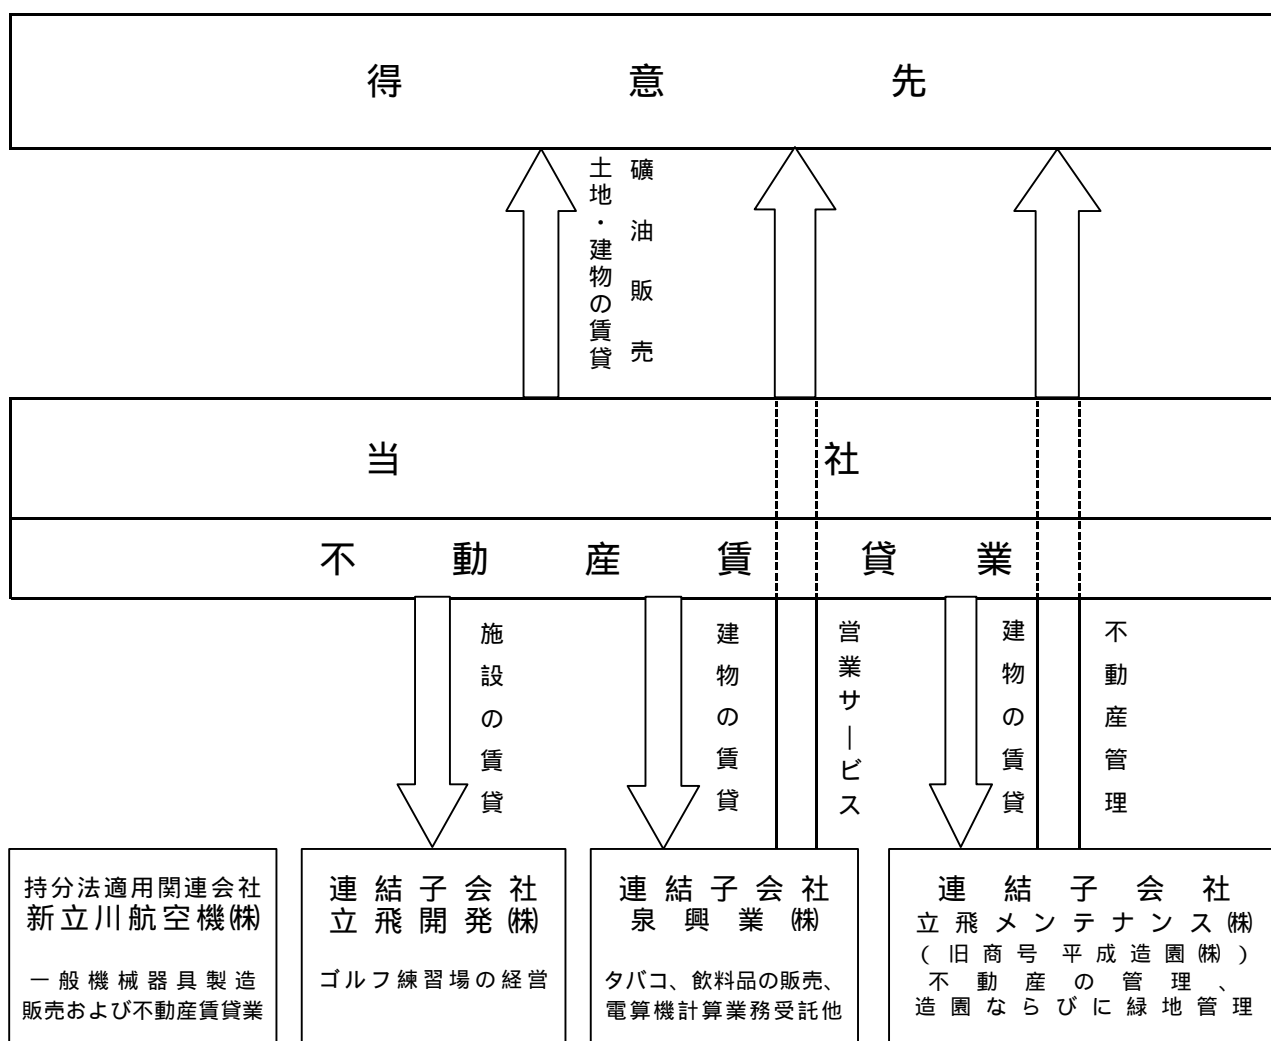 得意先
礦油販売
土地・建物の賃貸
当社
不動産賃貸業
施設の賃貸
建物の賃貸
営業サービス
建物の賃貸
不動産管理
持分法適用関連会社
新立川航空機㈱
一般機械器具製造
販売および不動産賃貸業
連結子会社
立飛開発㈱
ゴルフ練習場の経営
連結子会社
泉興業㈱
タバコ、飲料品の販売、
電算機計算業務受託他
連結子会社
立飛メンテナンス㈱
(旧商号 平成造園㈱)
不動産の管理、
造園ならびに緑地管理